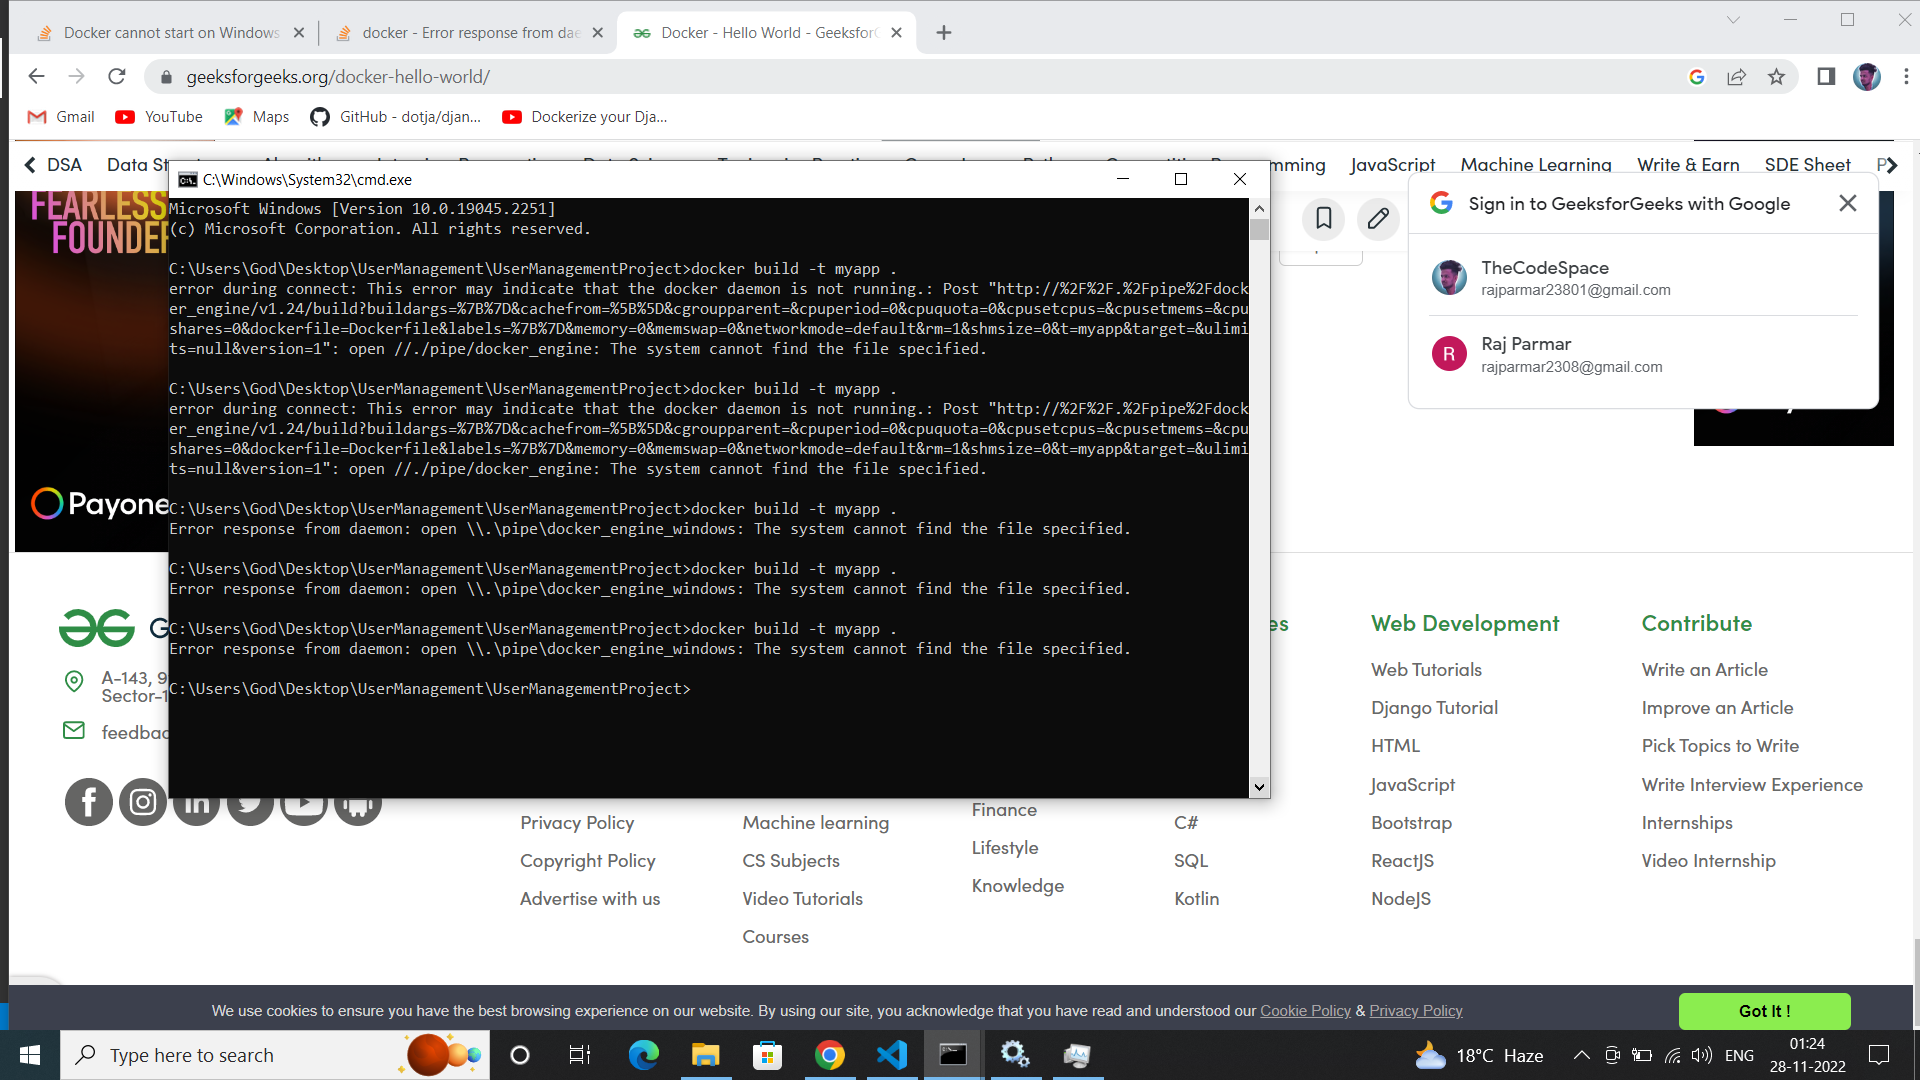 Docker cannot start on Windows
docker - Error response from dae
Docker - Hello World - Geeksfor
geeksforgeeks.org/docker-hello-world/
Gmail
YouTube
Maps
GitHub - dotja/djan...
Dockerize your Dja...
DSA
JavaScript
Machine Learning
Write & Earn
SDE Sheet
FEARLESS
FOUNDER
C:\Windows\System32\cmd.exe
Microsoft Windows [Version 10.0.19045.2251]
(c) Microsoft Corporation. All rights reserved.
C:\Users\God\Desktop\UserManagement\UserManagementProject>docker build -t myapp .
error during connect: This error may indicate that the docker daemon is not running.: Post "http://%2F%2F.%2Fpipe%2Fdock
er_engine/v1.24/build?buildargs=%7B%7D&cachefrom=%5B%5D&cgroupparent=&cpuperiod=0&cpuquota=0&cpusetcpus=&cpusetmems=&cpu
shares=0&dockerfile=Dockerfile&labels=%7B%7D&memory=0&memswap=0&networkmode=default&rm=1&shmsize=0&t=myapp&target=&ulimi
ts=null&version=1": open //./pipe/docker_engine: The system cannot find the file specified.
C:\Users\God\Desktop\UserManagement\UserManagementProject>docker build -t myapp .
error during connect: This error may indicate that the docker daemon is not running.: Post "http://%2F%2F.%2Fpipe%2Fdock
er_engine/v1.24/build?buildargs=%7B%7D&cachefrom=%5B%5D&cgroupparent=&cpuperiod=0&cpuquota=0&cpusetcpus=&cpusetmems=&cpu
shares=0&dockerfile=Dockerfile&labels=%7B%7D&memory=0&memswap=0&networkmode=default&rm=1&shmsize=0&t=myapp&target=&ulimi
ts=null&version=1": open //./pipe/docker_engine: The system cannot find the file specified.
C:\Users\God\Desktop\UserManagement\UserManagementProject>docker build -t myapp .
Error response from daemon: open \\.\pipe\docker_engine_windows: The system cannot find the file specified.
C:\Users\God\Desktop\UserManagement\UserManagementProject>docker build -t myapp .
Error response from daemon: open \\.\pipe\docker_engine_windows: The system cannot find the file specified.
C:\Users\God\Desktop\UserManagement\UserManagementProject>docker build -t myapp .
Error response from daemon: open \\.\pipe\docker_engine_windows: The system cannot find the file specified.
C:\Users\God\Desktop\UserManagement\UserManagementProject>
Sign in to GeeksforGeeks with Google
TheCodeSpace
rajparmar23801@gmail.com
R
Raj Parmar
rajparmar2308@gmail.com
Payone
G
A-143, 9
Sector-1
feedbac
Privacy Policy
Copyright Policy
Advertise with us
Machine learning
CS Subjects
Video Tutorials
Courses
Finance
Lifestyle
Knowledge
es
C#
SQL
Kotlin
Web Development
Web Tutorials
Django Tutorial
HTML
JavaScript
Bootstrap
ReactJS
NodeJS
Contribute
Write an Article
Improve an Article
Pick Topics to Write
Write Interview Experience
Internships
Video Internship
We use cookies to ensure you have the best browsing experience on our website. By using our site, you acknowledge that you have read and understood our Cookie Policy & Privacy Policy
Got It !
Type here to search
18°C Haze
ENG
01:24
28-11-2022